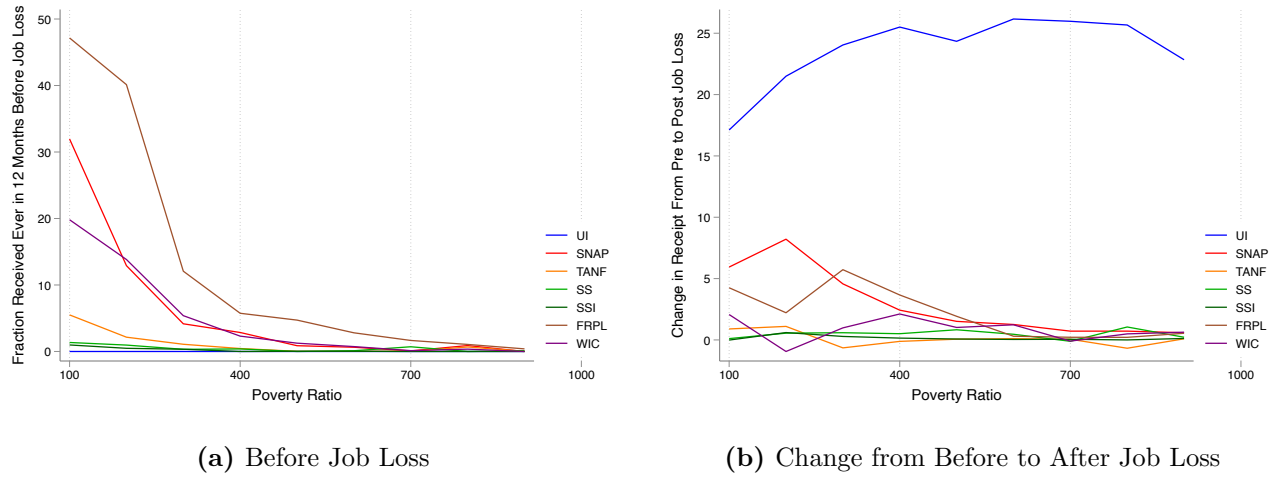 Fraction Received Ever in 12 Months Before Job Loss
50
40
30
20
10
0
100
400
700
1000
Poverty Ratio
UI
SNAP
TANF
SS
SSI
FRPL
WIC
(a) Before Job Loss
Change in Receipt From Pre to Post Job Loss
25
20
15
10
5
0
100
400
700
1000
Poverty Ratio
UI
SNAP
TANF
SS
SSI
FRPL
WIC
(b) Change from Before to After Job Loss